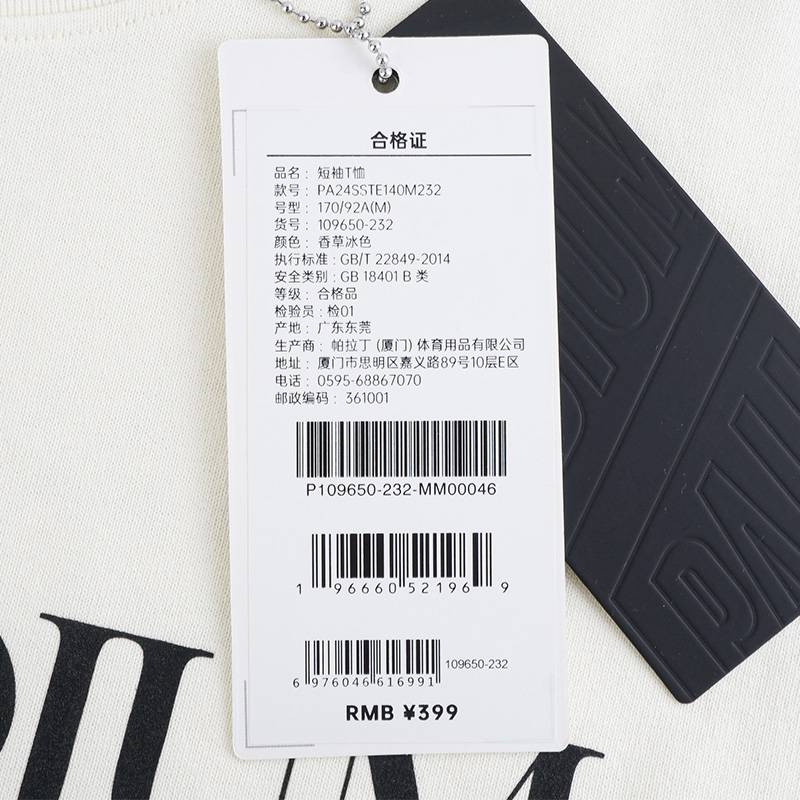 合格证
品名：短袖T恤
款号：PA24SSTE140M232
号型：170/92A(M)
货号：109650-232
颜色：香草冰色
执行标准：GB/T 22849-2014
安全类别：GB 18401 B 类
等级：合格品
检验员：检01
产地：广东东莞
生产商：帕拉丁(厦门)体育用品有限公司
地址：厦门市思明区嘉义路89号10层E区
电话：0595-68867070
邮政编码：361001
P109650-232-MM00046
1 96660 52196 9
6 976046 616991
109650-232
RMB ¥399